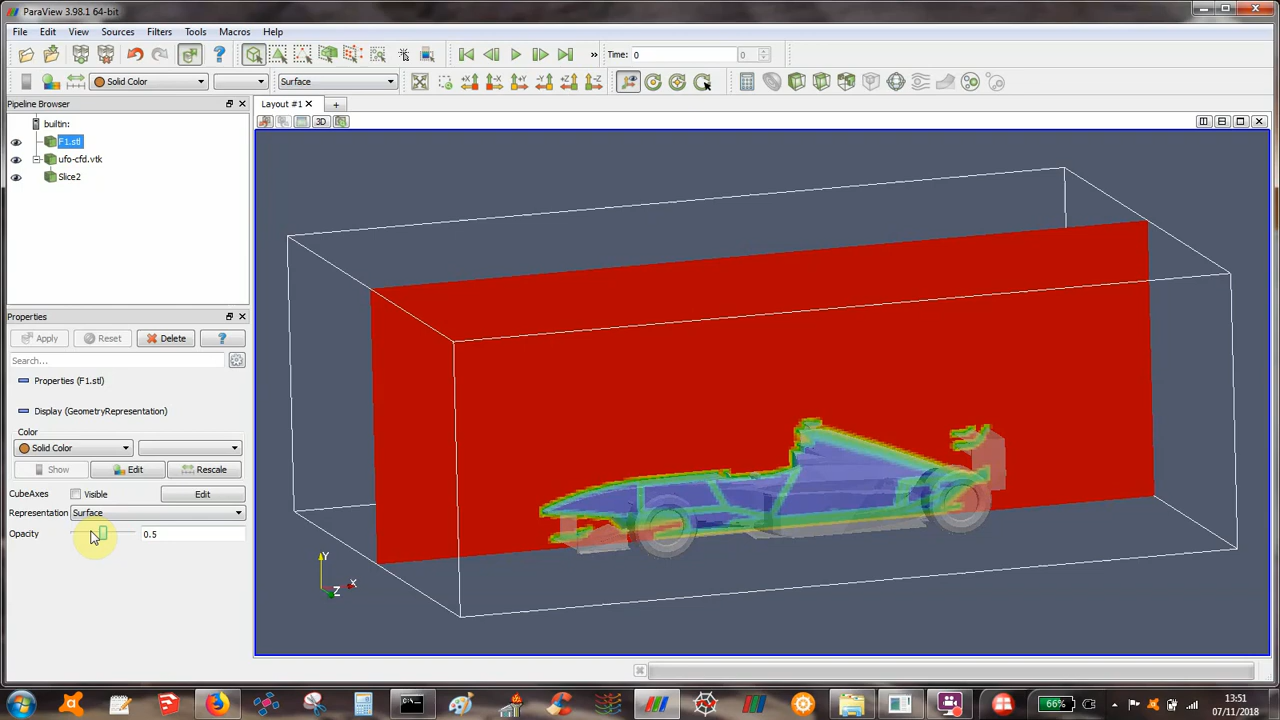 ParaView 3.98.1 64-bit
File Edit View Sources Filters Tools Macros Help
Time: 0 0
Solid Color Surface
Pipeline Browser
Layout #1
3D
builtin:
F1.stl
ufo-cfd.vtk
Slice2
Properties
Apply Reset Delete ?
Search...
Properties (F1.stl)
Display (GeometryRepresentation)
Color
Solid Color
Show Edit Rescale
CubeAxes Visible Edit
Representation Surface
Opacity 0.5
Y
X
Z
66%
13:51
07/11/2018